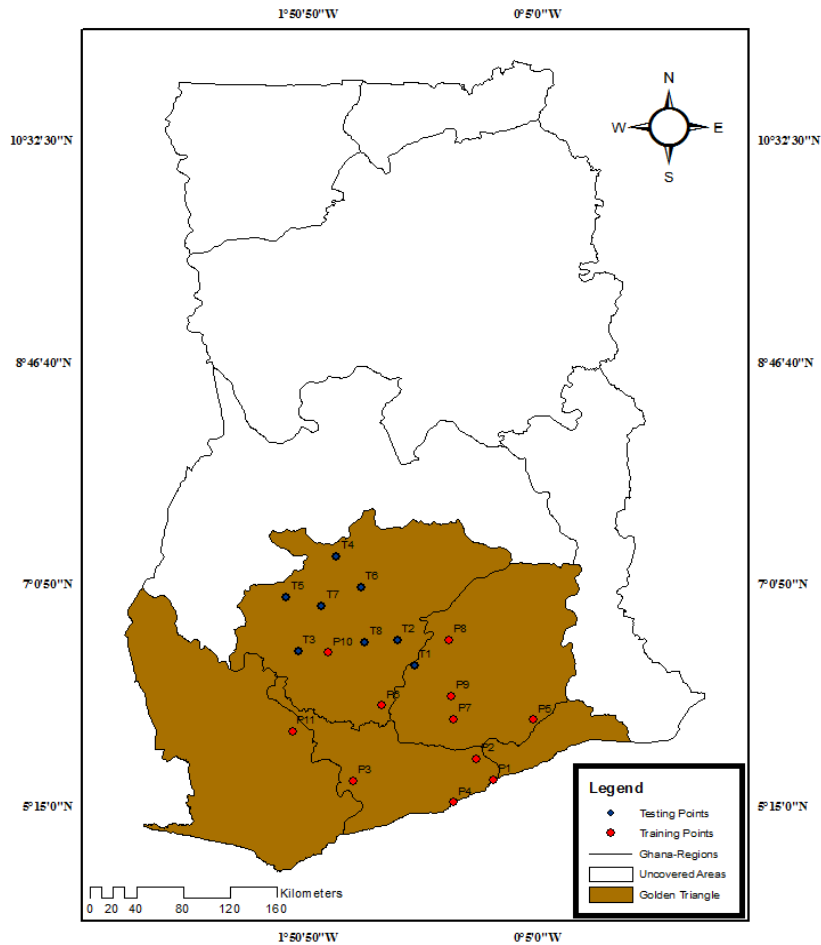 1°50'50"W 0°5'0"W
N
W E
S
10°32'30"N 10°32'30"N
8°46'40"N 8°46'40"N
T4
7°0'50"N 7°0'50"N
T6
T5
T7
T2 P8
T8
T3 P10
T1
P9
P6
P7 P5
P11
P2
P3 P1
P4
5°15'0"N 5°15'0"N
Legend
Testing Points
Training Points
Ghana-Regions
Uncovered Areas
Golden Triangle
Kilometers
0 20 40 80 120 160
1°50'50"W 0°5'0"W